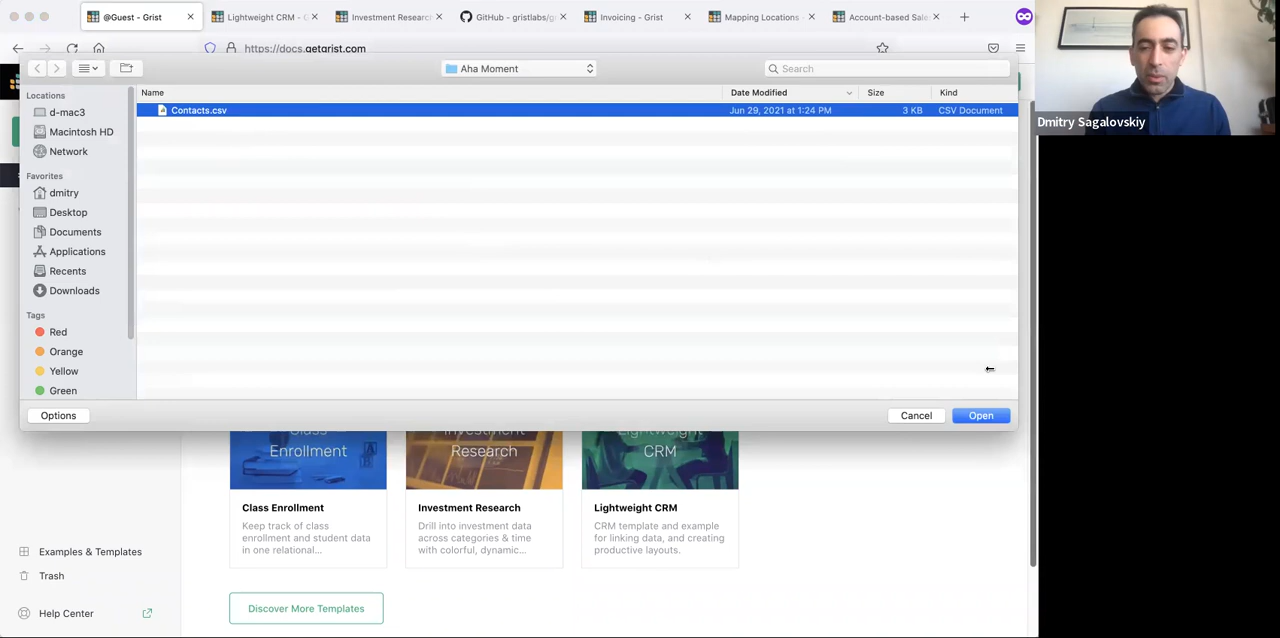 @Guest - Grist
Lightweight CRM -
Investment Researc
GitHub - gristlabs/g
Invoicing - Grist
Mapping Locations
Account-based Sale
https://docs.getgrist.com
Aha Moment
Search
Locations
d-mac3
Macintosh HD
Network
Favorites
dmitry
Desktop
Documents
Applications
Recents
Downloads
Tags
Red
Orange
Yellow
Green
Name
Date Modified
Size
Kind
Contacts.csv
Jun 29, 2021 at 1:24 PM
3 KB
CSV Document
Options
Cancel
Open
Dmitry Sagalovskiy
Class
Enrollment
Investment
Research
Lightweight
CRM
Class Enrollment
Keep track of class
enrollment and student data
in one relational...
Investment Research
Drill into investment data
across categories & time
with colorful, dynamic...
Lightweight CRM
CRM template and example
for linking data, and creating
productive layouts.
Discover More Templates
Examples & Templates
Trash
Help Center